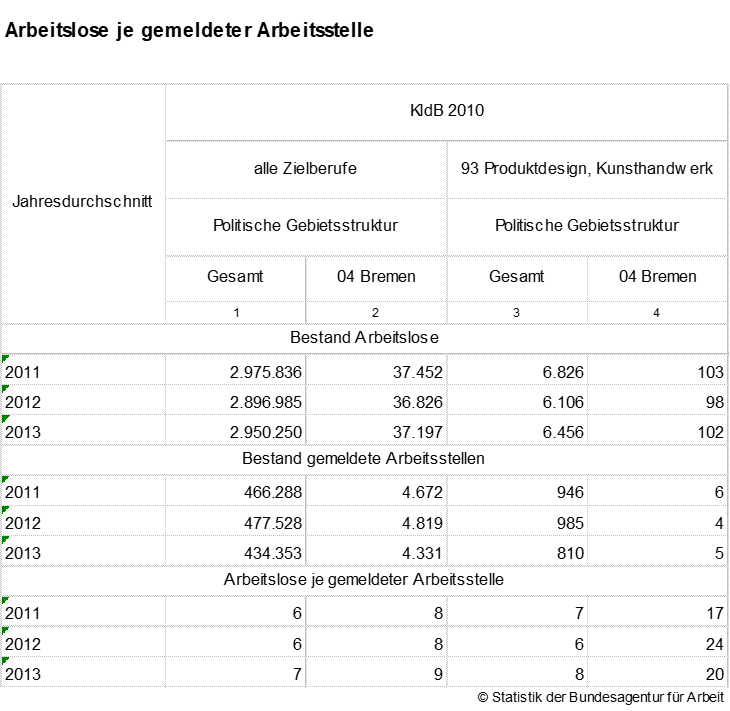 Arbeitslose je gemeldeter Arbeitsstelle
KldB 2010
alle Zielberufe 93 Produktdesign, Kunsthandwerk
Jahresdurchschnitt
Politische Gebietsstruktur Politische Gebietsstruktur
Gesamt 04 Bremen Gesamt 04 Bremen
1 2 3 4
Bestand Arbeitslose
2011 2.975.836 37.452 6.826 103
2012 2.896.985 36.826 6.106 98
2013 2.950.250 37.197 6.456 102
Bestand gemeldete Arbeitsstellen
2011 466.288 4.672 946 6
2012 477.528 4.819 985 4
2013 434.353 4.331 810 5
Arbeitslose je gemeldeter Arbeitsstelle
2011 6 8 7 17
2012 6 8 6 24
2013 7 9 8 20
© Statistik der Bundesagentur für Arbeit